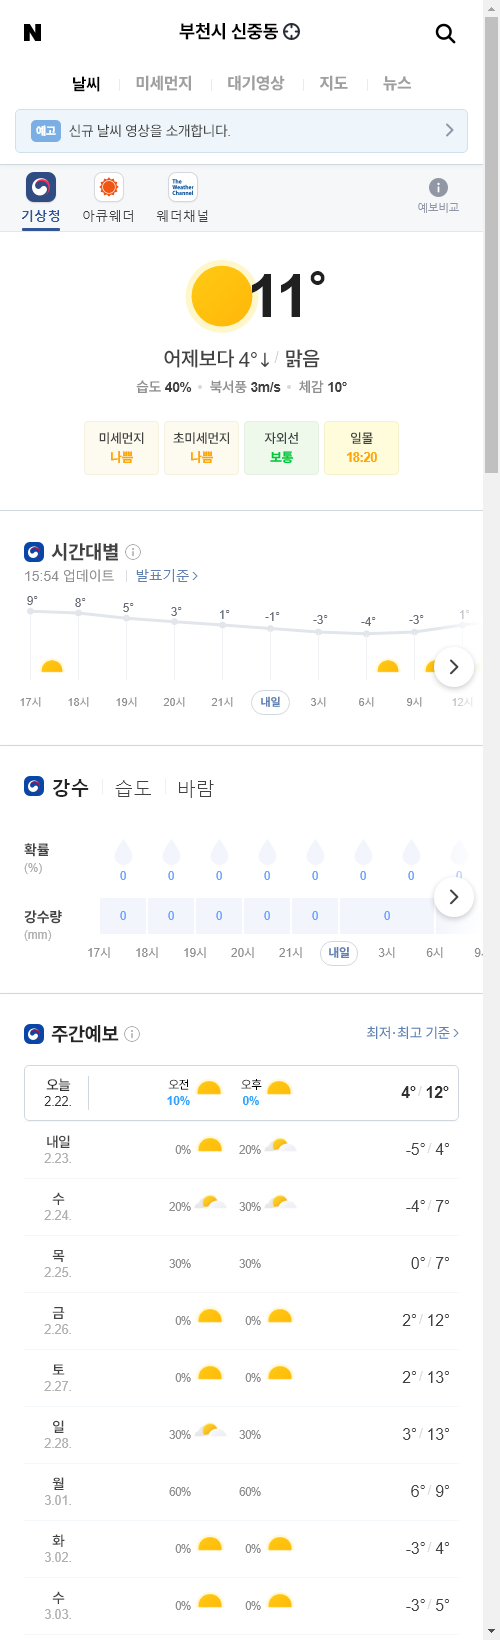 N 부천시 신중동
날씨 미세먼지 대기영상 지도 뉴스
예고 신규 날씨 영상을 소개합니다.
The Weather Channel
기상청 아큐웨더 웨더채널 예보비교
11°
어제보다 4°↓ / 맑음
습도 40% • 북서풍 3m/s • 체감 10°
미세먼지 초미세먼지 자외선 일몰
나쁨 나쁨 보통 18:20
시간대별
15:54 업데이트 발표기준 >
9° 8° 5° 3° 1° -1° -3° -4° -3° 1°
17시 18시 19시 20시 21시 내일 3시 6시 9시 12시
강수 습도 바람
확률
(%)
0 0 0 0 0 0 0 0
강수량
(mm)
0 0 0 0 0 0
17시 18시 19시 20시 21시 내일 3시 6시
주간예보 최저·최고 기준 >
오늘 오전 오후
2.22. 10% 0% 4° / 12°
내일
2.23. 0% 20% -5° / 4°
수
2.24. 20% 30% -4° / 7°
목
2.25. 30% 30% 0° / 7°
금
2.26. 0% 0% 2° / 12°
토
2.27. 0% 0% 2° / 13°
일
2.28. 30% 30% 3° / 13°
월
3.01. 60% 60% 6° / 9°
화
3.02. 0% 0% -3° / 4°
수
3.03. 0% 0% -3° / 5°